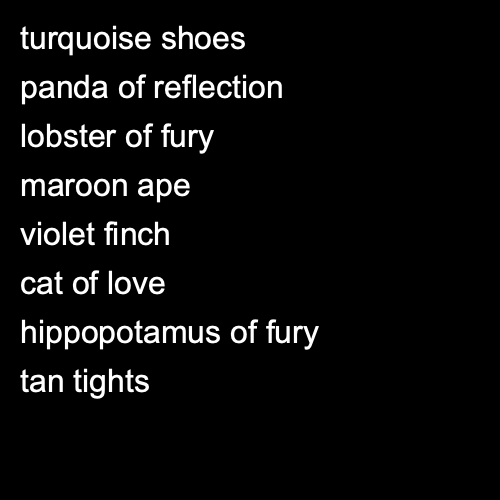 turquoise shoes
panda of reflection
lobster of fury
maroon ape
violet finch
cat of love
hippopotamus of fury
tan tights